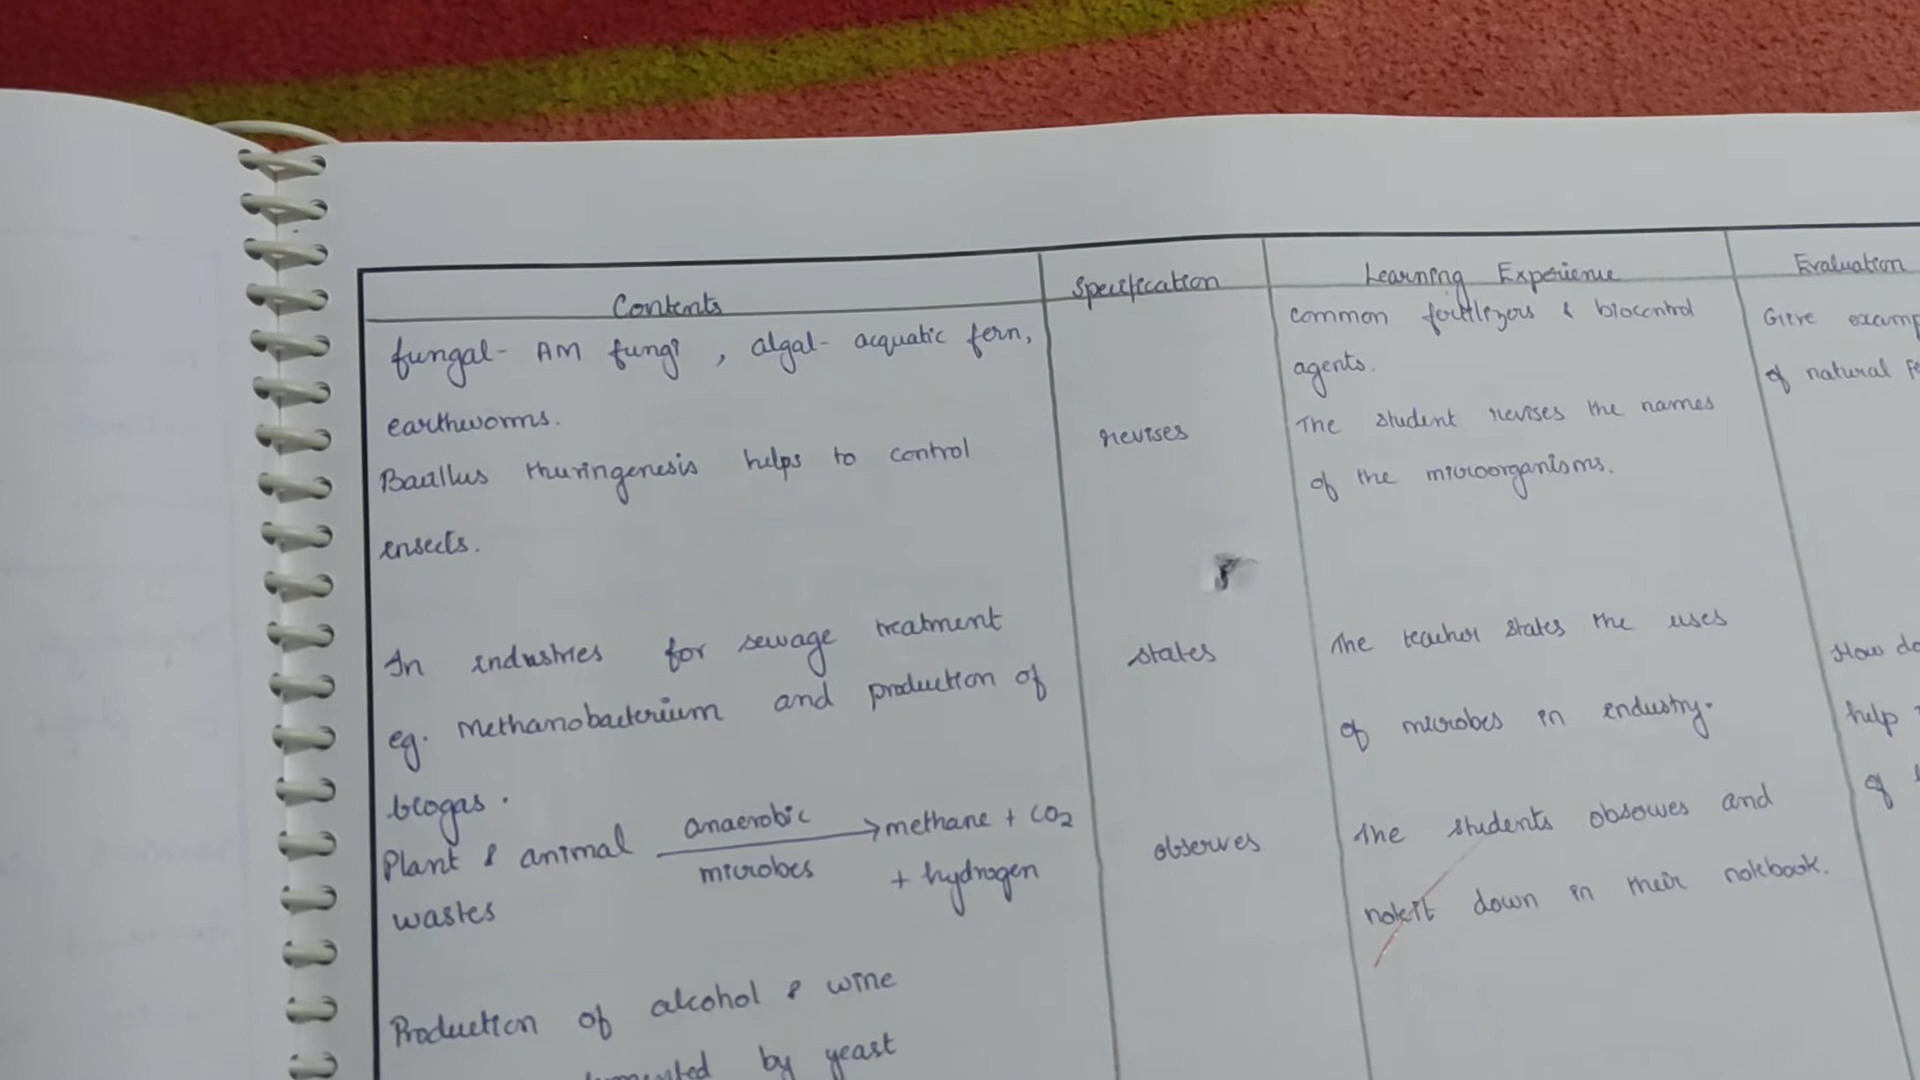 Contents
Specification
Learning Experience
Evaluation
fungal- AM fungi , algal- acquatic fern,
earthworms.
Bacillus thuringenesis helps to control
insects.
In industries for sewage treatment
eg. Methanobacterium and production of
biogas.
Plant & animal anaerobic → methane + CO2
wastes microbes + hydrogen
Production of alcohol & wine
by yeast
revises
states
observes
common fertilizers & biocontrol
agents.
The student revises the names
of the microorganisms.
The teacher states the uses
of microbes in industry.
The students observes and
note it down in their notebook.
Give
of natural
How do
help
of